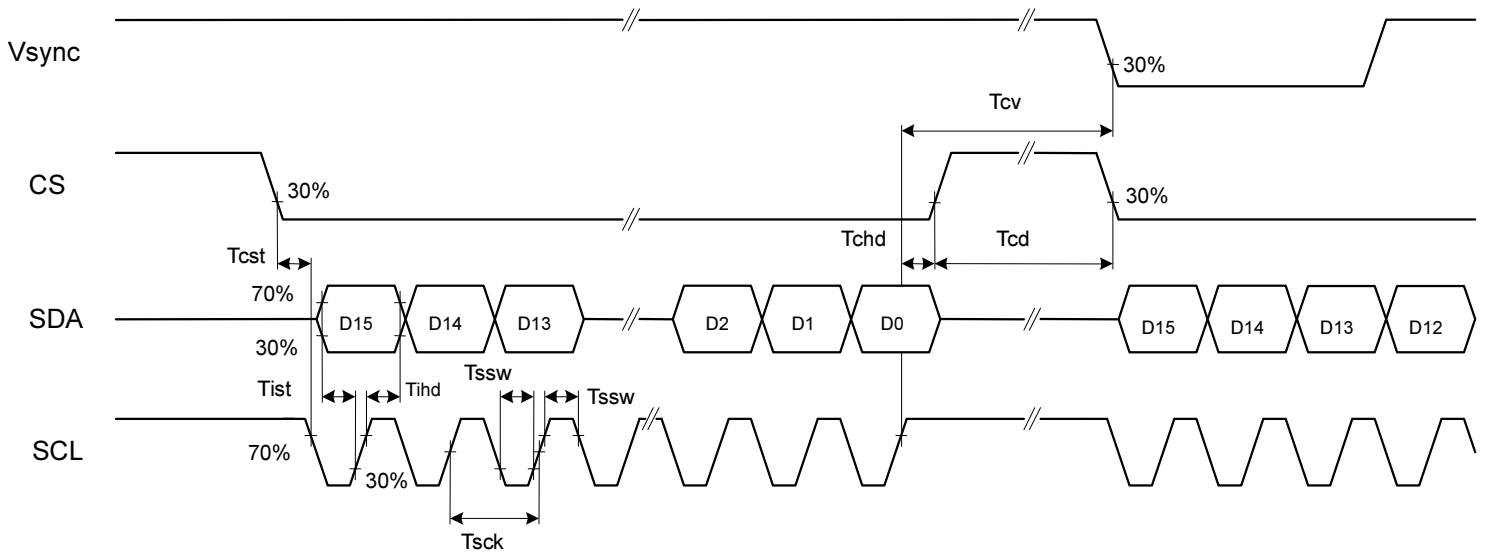 Vsync
30%
Tcv
CS
30%
30%
Tcst
Tchd
Tcd
SDA
70%
30%
D15
D14
D13
D2
D1
D0
D15
D14
D13
D12
Tist
Tihd
Tssw
Tssw
SCL
70%
30%
Tsck